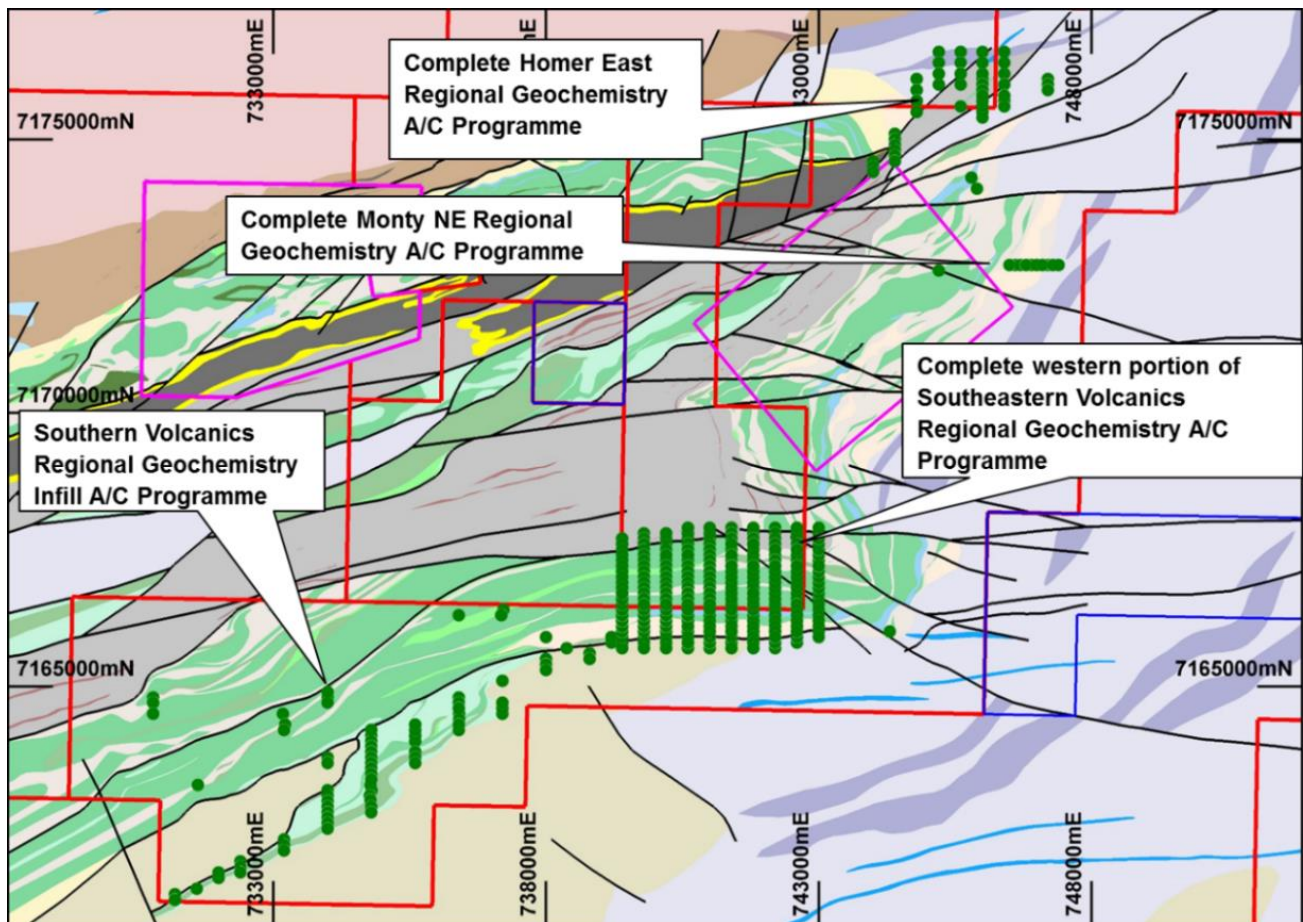 733000mE
43000mE
748000mE
Complete Homer East
Regional Geochemistry
A/C Programme
7175000mN
7175000mN
Complete Monty NE Regional
Geochemistry A/C Programme
7170000mN
Complete western portion of
Southeastern Volcanics
Regional Geochemistry A/C
Programme
Southern Volcanics
Regional Geochemistry
Infill A/C Programme
7165000mN
7165000mN
733000mE
738000mE
743000mE
748000mE